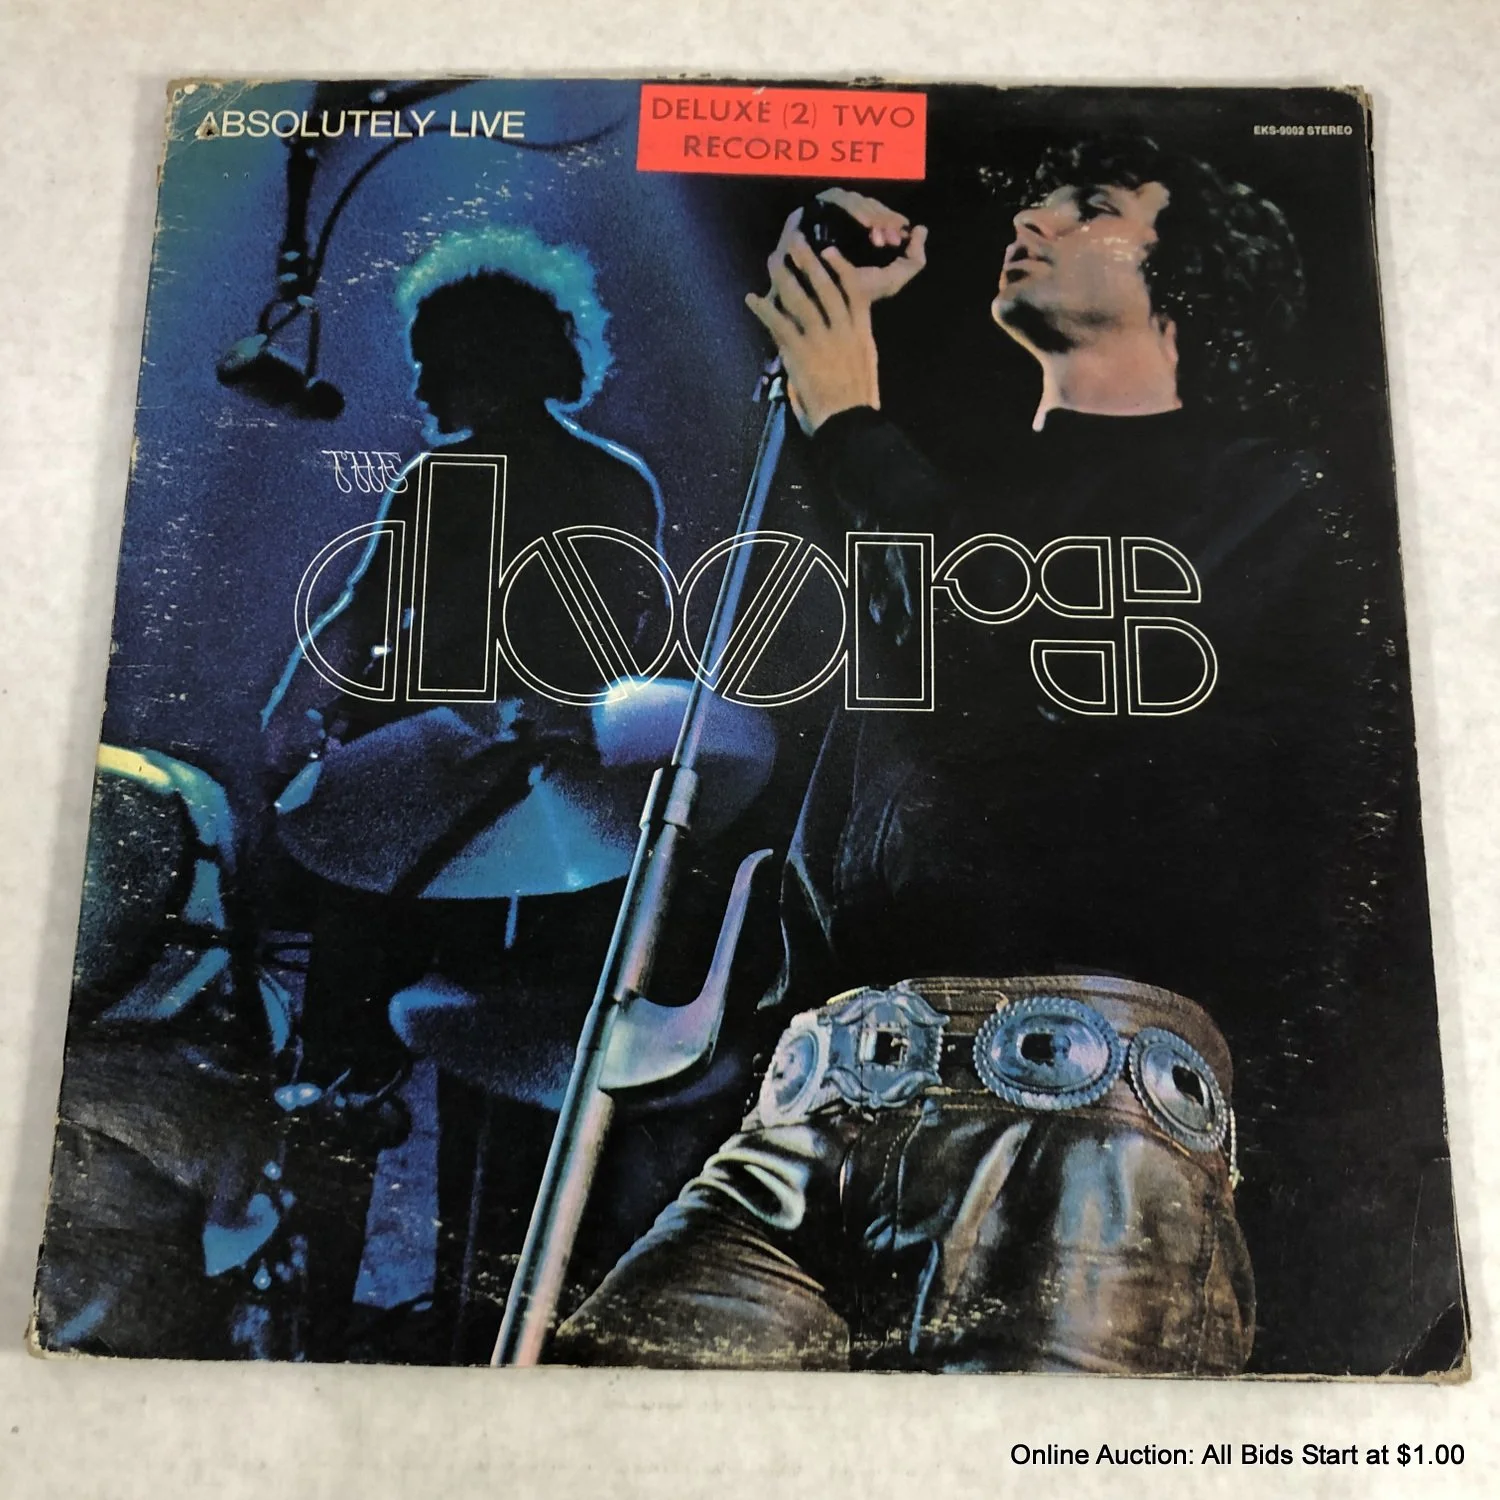 ABSOLUTELY LIVE
DELUXE (2) TWO
RECORD SET
EKS-9002 STEREO
THE
doors
Online Auction: All Bids Start at $1.00